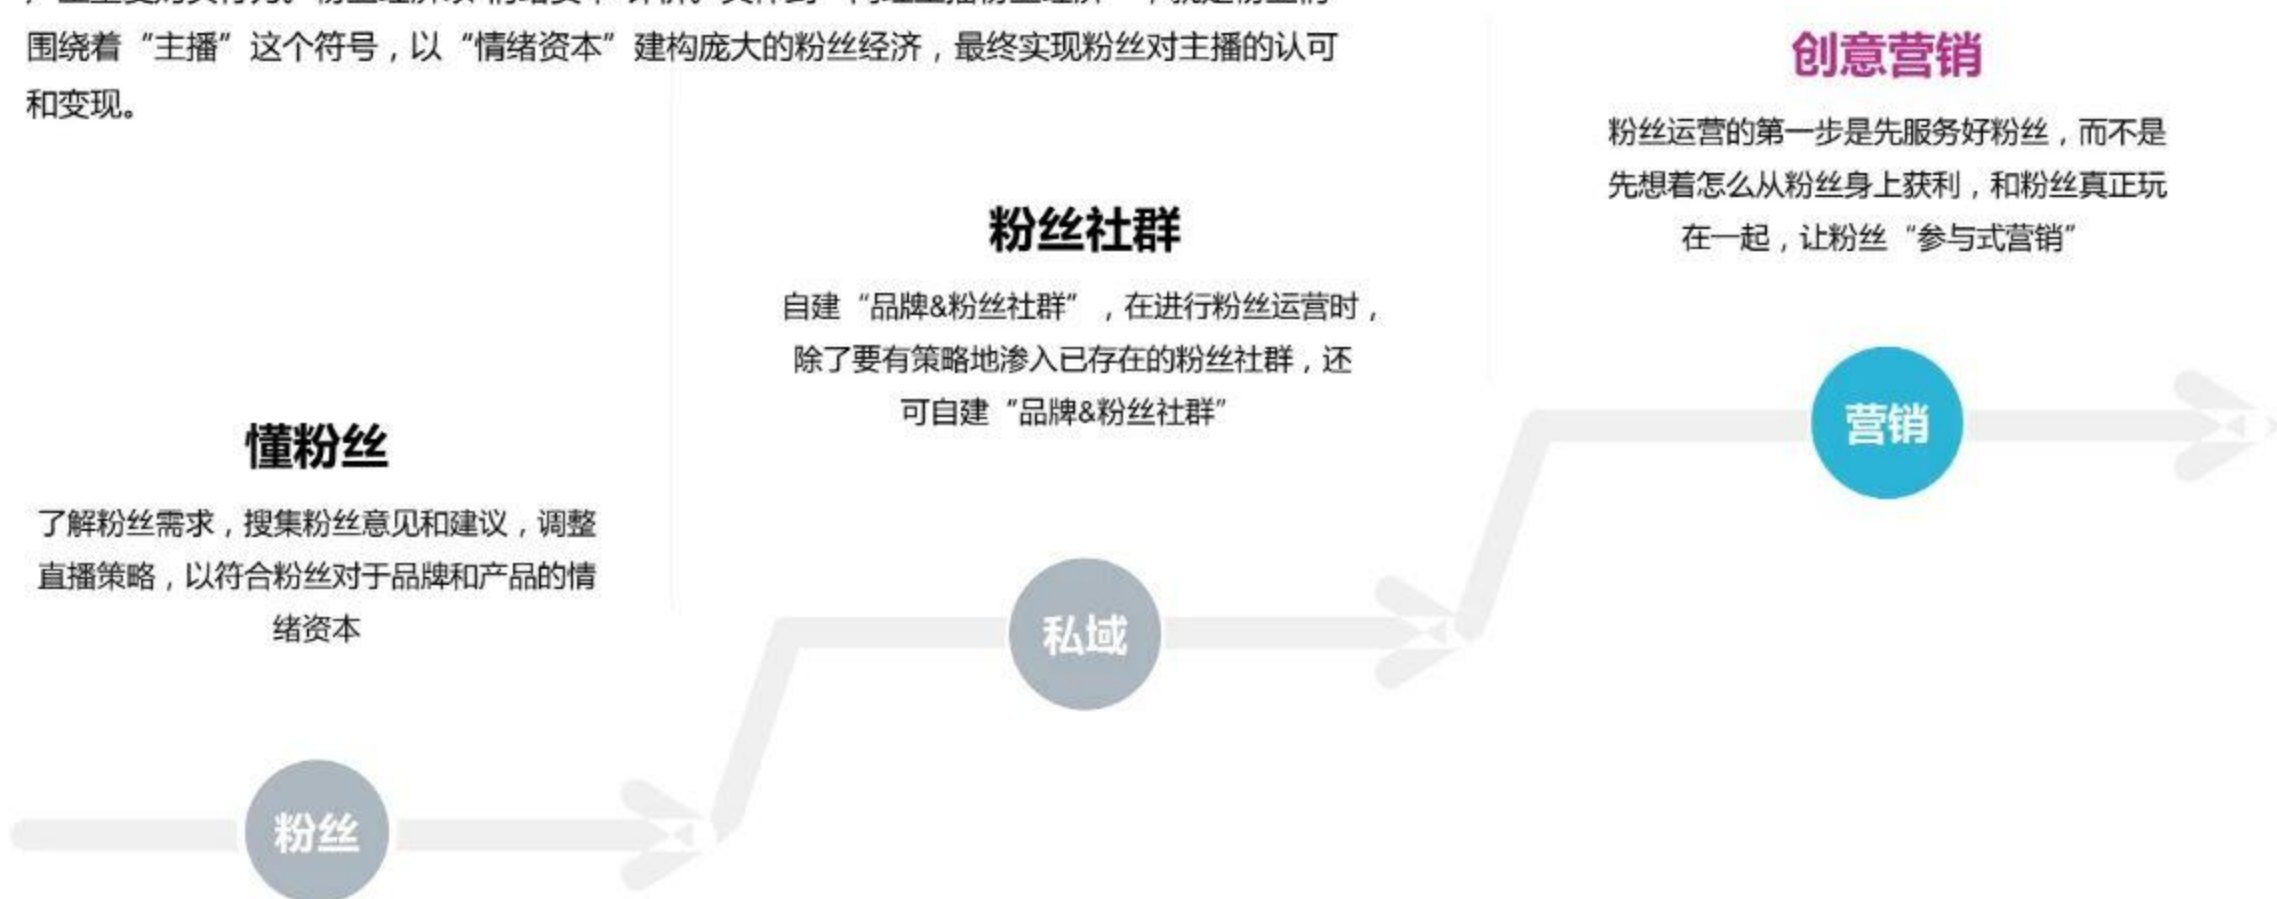 围绕着“主播”这个符号，以“情绪资本”建构庞大的粉丝经济，最终实现粉丝对主播的认可
和变现。
创意营销
粉丝运营的第一步是先服务好粉丝，而不是
先想着怎么从粉丝身上获利，和粉丝真正玩
在一起，让粉丝“参与式营销”
粉丝社群
自建“品牌&粉丝社群”，在进行粉丝运营时，
除了要有策略地渗入已存在的粉丝社群，还
可自建“品牌&粉丝社群”
懂粉丝
了解粉丝需求，搜集粉丝意见和建议，调整
直播策略，以符合粉丝对于品牌和产品的情
绪资本
营销
私域
粉丝